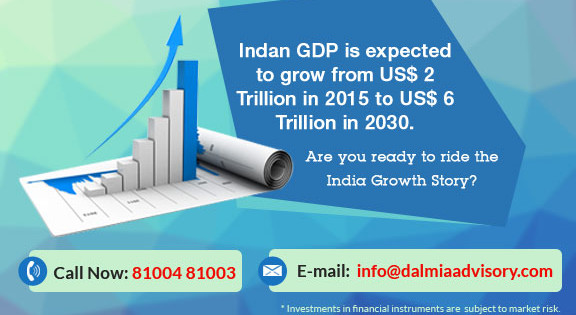 Indan GDP is expected
to grow from US$ 2
Trillion in 2015 to US$ 6
Trillion in 2030.
Are you ready to ride the
India Growth Story?
Call Now: 81004 81003
E-mail: info@dalmiaadvisory.com
* Investments in financial instruments are subject to market risk.